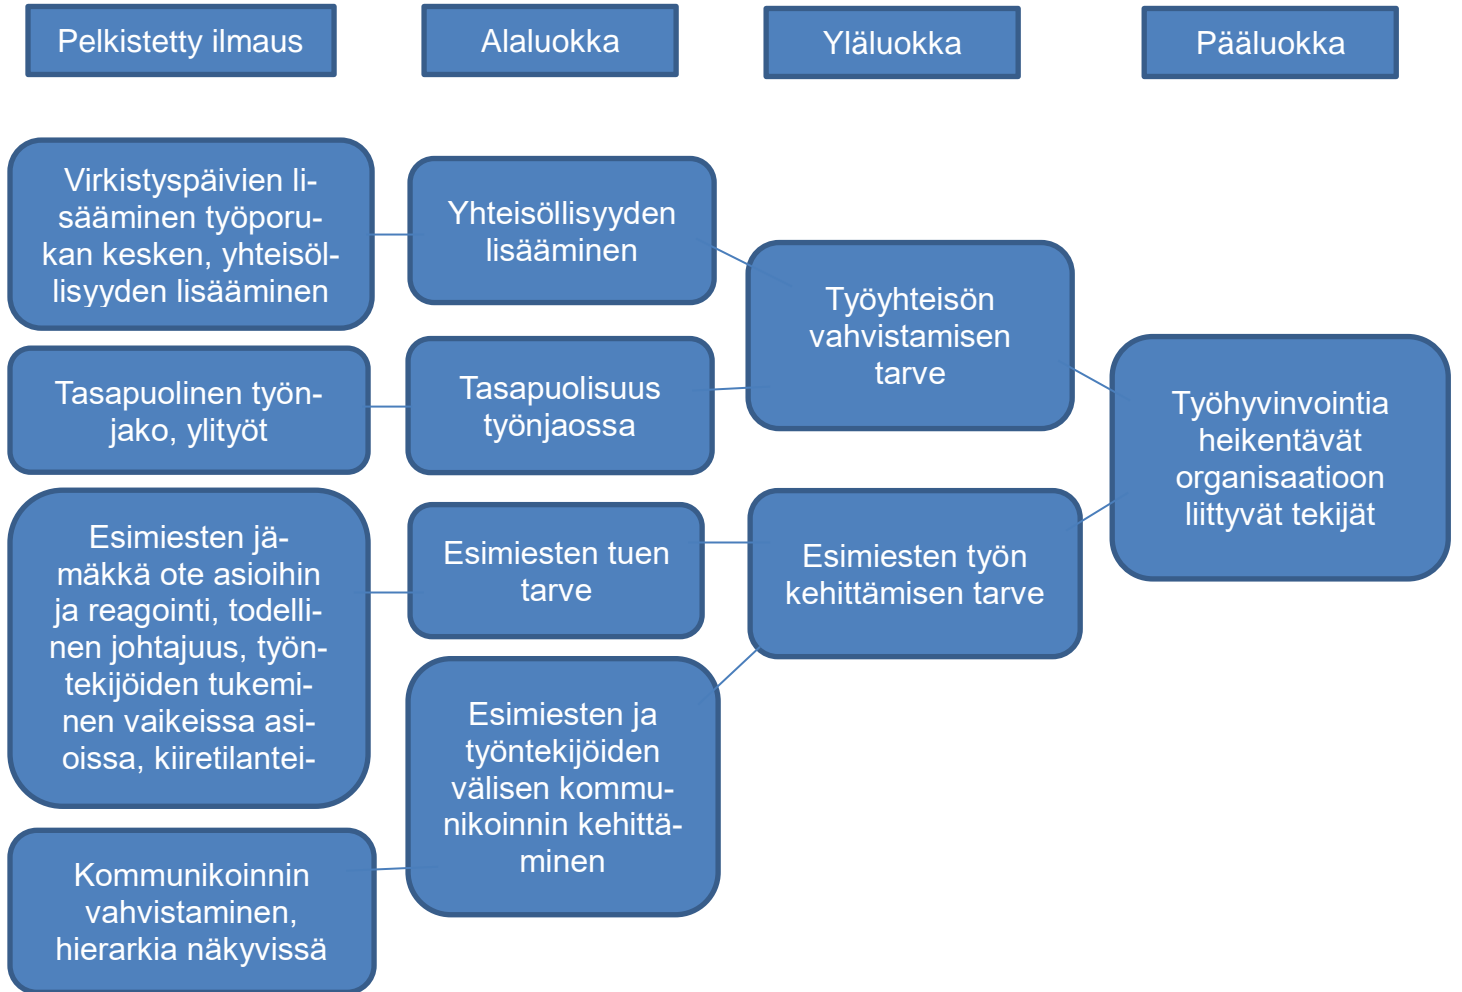 Pelkistetty ilmaus
Alaluokka
Yläluokka
Pääluokka
Virkistyspäivien li-
sääminen työporu-
kan kesken, yhteisöl-
lisyyden lisääminen
Tasapuolinen työn-
jako, ylityöt
Esimiesten jä-
mäkkä ote asioihin
ja reagointi, todelli-
nen johtajuus, työn-
tekijöiden tukemi-
nen vaikeissa asi-
oissa, kiiretilantei-
Kommunikoinnin
vahvistaminen,
hierarkia näkyvissä
Yhteisöllisyyden
lisääminen
Tasapuolisuus
työnjaossa
Esimiesten tuen
tarve
Esimiesten ja
työntekijöiden
välisen kommu-
nikoinnin kehittä-
minen
Työyhteisön
vahvistamisen
tarve
Esimiesten työn
kehittämisen tarve
Työhyvinvointia
heikentävät
organisaatioon
liittyvät tekijät